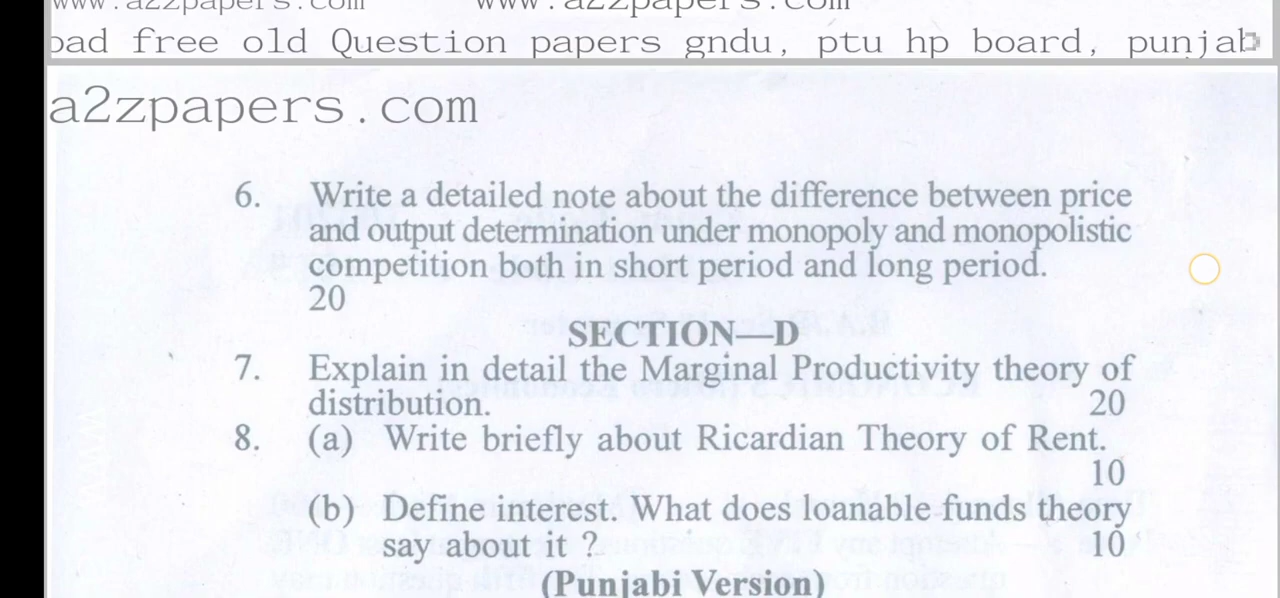 www.a2zpapers.com www.a2zpapers.com
oad free old Question papers gndu, ptu hp board, punjab
a2zpapers.com
6. Write a detailed note about the difference between price
and output determination under monopoly and monopolistic
competition both in short period and long period.
20
SECTION—D
7. Explain in detail the Marginal Productivity theory of
distribution. 20
8. (a) Write briefly about Ricardian Theory of Rent.
10
(b) Define interest. What does loanable funds theory
say about it ? 10
(Punjabi Version)